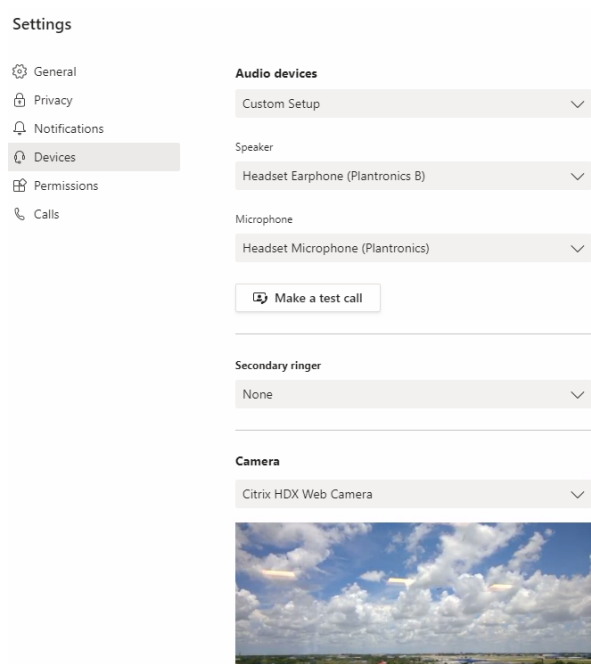 Settings
General
Privacy
Notifications
Devices
Permissions
Calls
Audio devices
Custom Setup
Speaker
Headset Earphone (Plantronics B)
Microphone
Headset Microphone (Plantronics)
Make a test call
Secondary ringer
None
Camera
Citrix HDX Web Camera